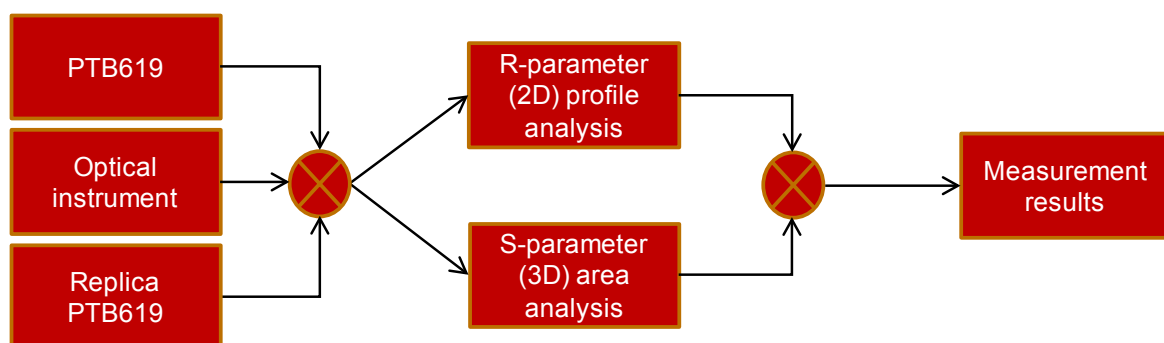 PTB619
Optical
instrument
Replica
PTB619
R-parameter
(2D) profile
analysis
S-parameter
(3D) area
analysis
Measurement
results